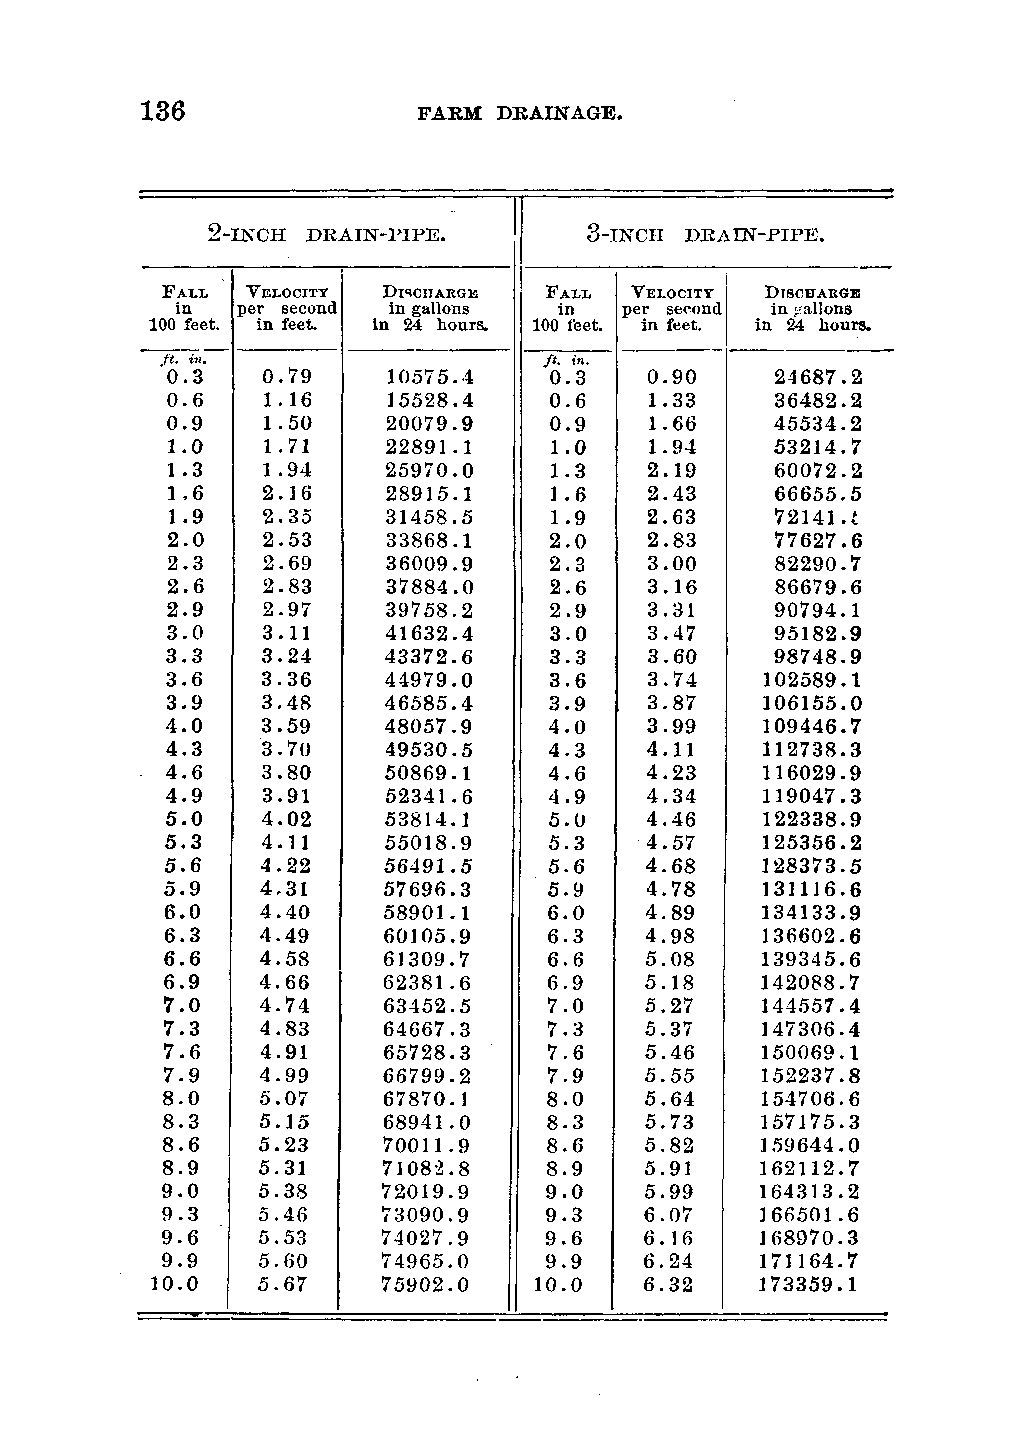 136 FARM DRAINAGE.
2-INCH DRAIN-PIPE. 3-INCH DRAIN-PIPE.
FALL VELOCITY DISCHARGE FALL VELOCITY DISCHARGE
in per second in gallons in per second in gallons
100 feet. in feet. in 24 hours. 100 feet. in feet. in 24 hours.
ft. in. ft. in.
0.3 0.79 10575.4 0.3 0.90 24687.2
0.6 1.16 15528.4 0.6 1.33 36482.2
0.9 1.50 20079.9 0.9 1.66 45534.2
1.0 1.71 22891.1 1.0 1.94 53214.7
1.3 1.94 25970.0 1.3 2.19 60072.2
1.6 2.16 28915.1 1.6 2.43 66655.5
1.9 2.35 31458.5 1.9 2.63
2.0 2.53 33868.1 2.0 2.83 77627.6
2.3 2.69 36009.9 2.3 3.00 82290.7
2.6 2.83 37884.0 2.6 3.16 86679.6
2.9 2.97 39758.2 2.9 3.31 90794.1
3.0 3.11 41632.4 3.0 3.47 95182.9
3.3 3.24 43372.6 3.3 3.60 98748.9
3.6 3.36 44979.0 3.6 3.74 102589.1
3.9 3.48 46585.4 3.9 3.87 106155.0
4.0 3.59 48057.9 4.0 3.99 109446.7
4.3 3.70 49530.5 4.3 4.11 112738.3
4.6 3.80 50869.1 4.6 4.23 116029.9
4.9 3.91 52341.6 4.9 4.34 119047.3
5.0 4.02 53814.1 5.0 4.46 122338.9
5.3 4.11 55018.9 5.3 4.57 125356.2
5.6 4.22 56491.5 5.6 4.68 128373.5
5.9 4.31 57696.3 5.9 4.78 131116.6
6.0 4.40 58901.1 6.0 4.89 134133.9
6.3 4.49 60105.9 6.3 4.98 136602.6
6.6 4.58 61309.7 6.6 5.08 139345.6
6.9 4.66 62381.6 6.9 5.18 142088.7
7.0 4.74 63452.5 7.0 5.27 144557.4
7.3 4.83 64667.3 7.3 5.37 147306.4
7.6 4.91 65728.3 7.6 5.46 150069.1
7.9 4.99 66799.2 7.9 5.55 152237.8
8.0 5.07 67870.1 8.0 5.64 154706.6
8.3 5.15 68941.0 8.3 5.73 157175.3
8.6 5.23 70011.9 8.6 5.82 159644.0
8.9 5.31 71082.8 8.9 5.91 162112.7
9.0 5.38 72019.9 9.0 5.99 164313.2
9.3 5.46 73090.9 9.3 6.07 166501.6
9.6 5.53 74027.9 9.6 6.16 168970.3
9.9 5.60 74965.0 9.9 6.24 171164.7
10.0 5.67 75902.0 10.0 6.32 173359.1